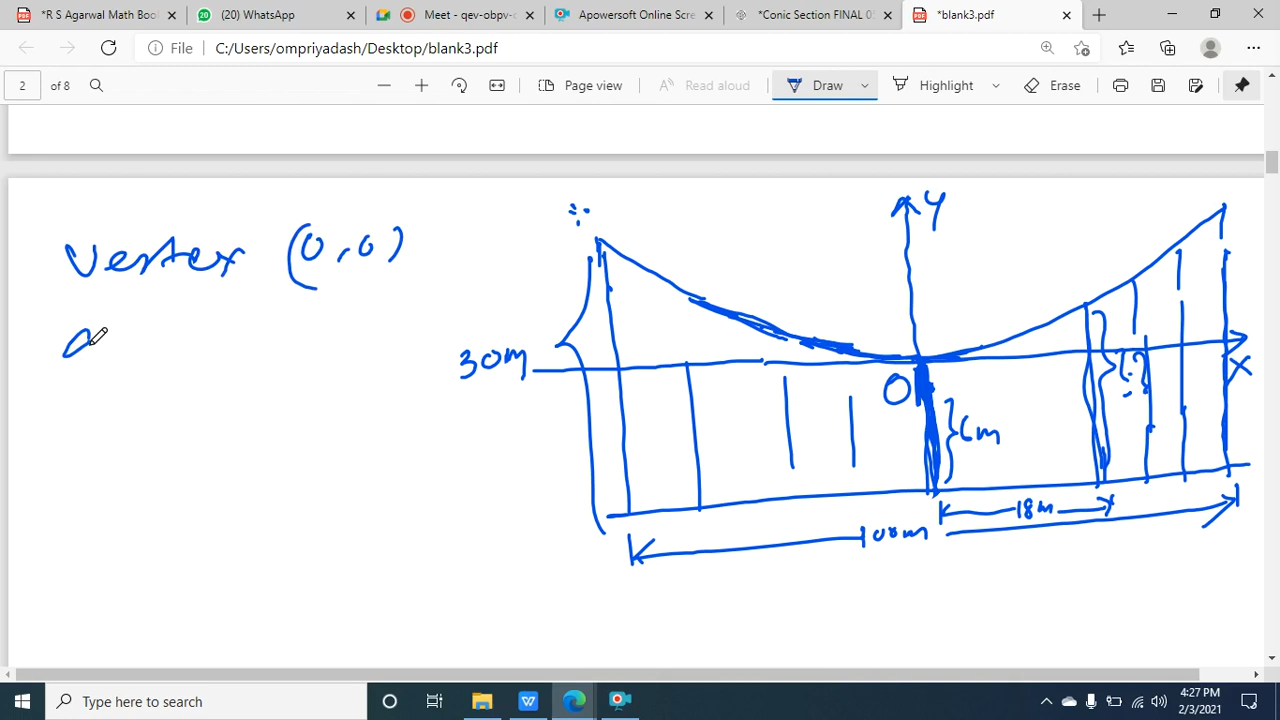 *R S Agarwal Math Boo
(20) WhatsApp
Meet - qev-obpv-c
Apowersoft Online Scre
*Conic Section FINAL 05
*blank3.pdf
File
C:/Users/ompriyadash/Desktop/blank3.pdf
2 of 8
Page view
Read aloud
Draw
Highlight
Erase
Vertex (0,0)
Y
30m
O
X
6m
?
18m
100m
Type here to search
4:27 PM
2/3/2021